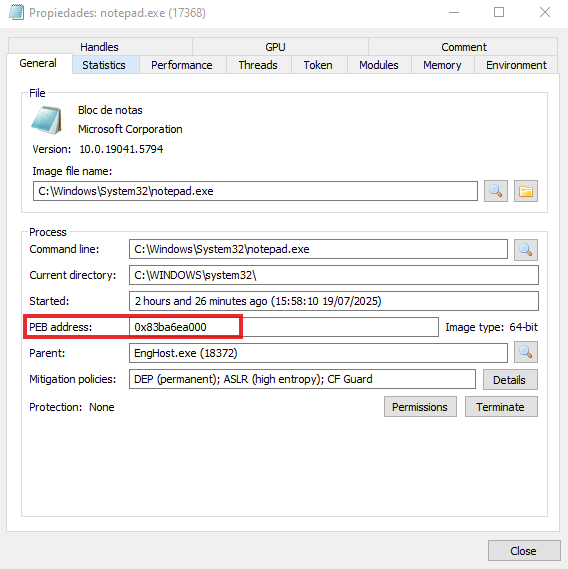 Propiedades: notepad.exe (17368)
Handles GPU Comment
General Statistics Performance Threads Token Modules Memory Environment
File
Bloc de notas
Microsoft Corporation
Version: 10.0.19041.5794
Image file name:
C:\Windows\System32\notepad.exe
Process
Command line: C:\Windows\System32\notepad.exe
Current directory: C:\WINDOWS\system32\
Started: 2 hours and 26 minutes ago (15:58:10 19/07/2025)
PEB address: 0x83ba6ea000 Image type: 64-bit
Parent: EngHost.exe (18372)
Mitigation policies: DEP (permanent); ASLR (high entropy); CF Guard Details
Protection: None Permissions Terminate
Close